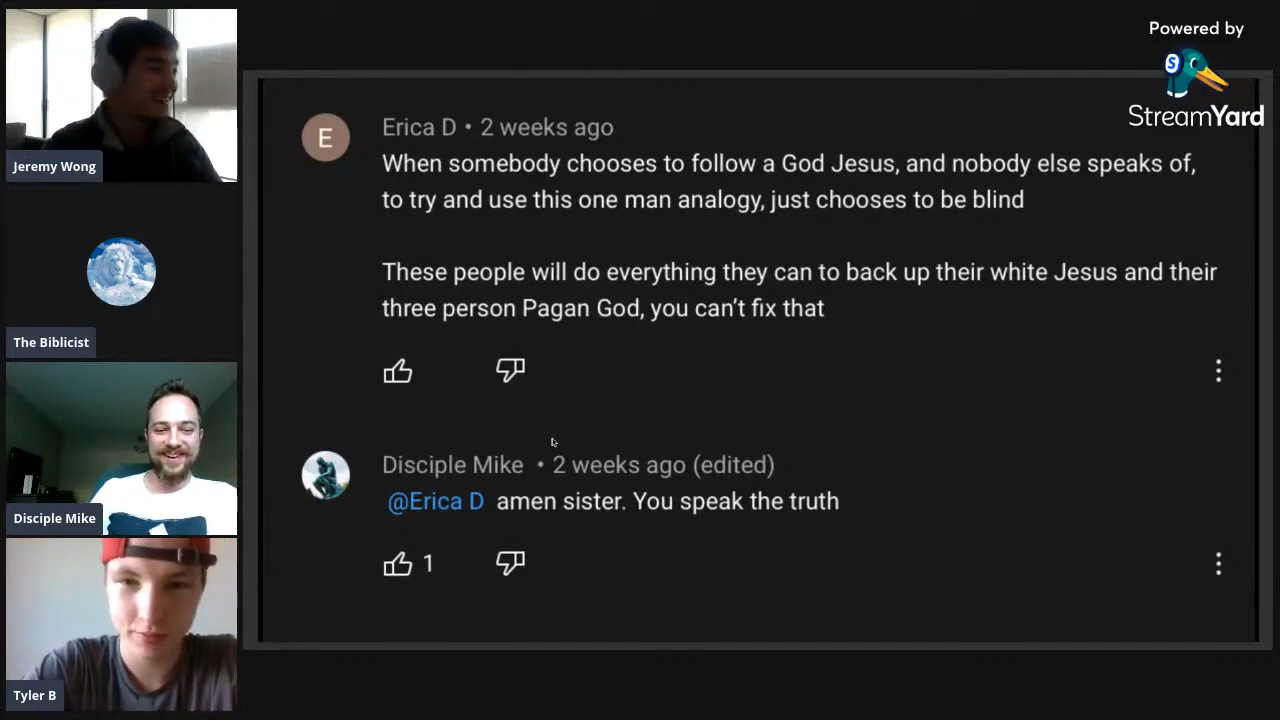 Powered by
S
StreamYard
Jeremy Wong
The Biblicist
Disciple Mike
Tyler B
E
Erica D • 2 weeks ago
When somebody chooses to follow a God Jesus, and nobody else speaks of,
to try and use this one man analogy, just chooses to be blind
These people will do everything they can to back up their white Jesus and their
three person Pagan God, you can’t fix that
Disciple Mike • 2 weeks ago (edited)
@Erica D amen sister. You speak the truth
1